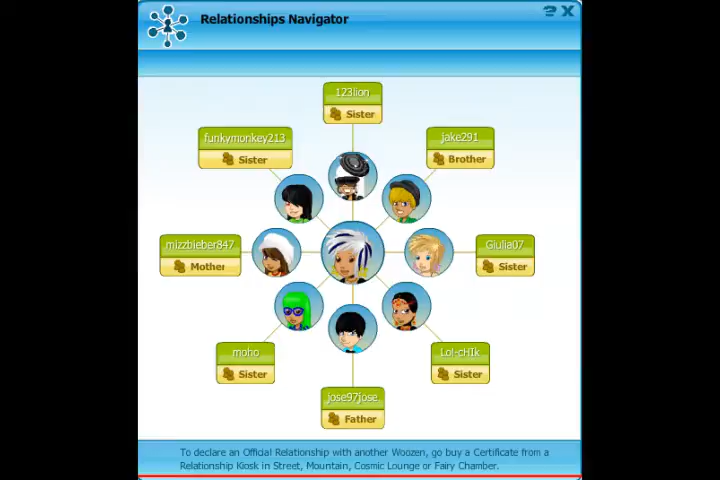 Relationships Navigator
123lion
Sister
funkymonkey213
Sister
jake291
Brother
mizzbieber847
Mother
Giulia07
Sister
moho
Sister
Lol-cHIk
Sister
jose97jose
Father
To declare an Official Relationship with another Woozen, go buy a Certificate from a
Relationship Kiosk in Street, Mountain, Cosmic Lounge or Fairy Chamber.